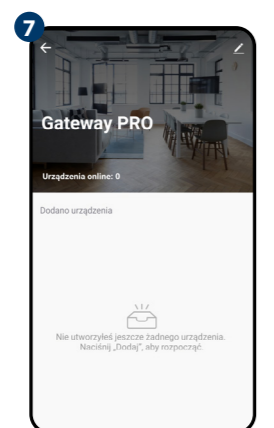 7
Gateway PRO
Urządzenia online: 0
Dodano urządzenia
Nie utworzyłeś jeszcze żadnego urządzenia.
Naciśnij „Dodaj”, aby rozpocząć.